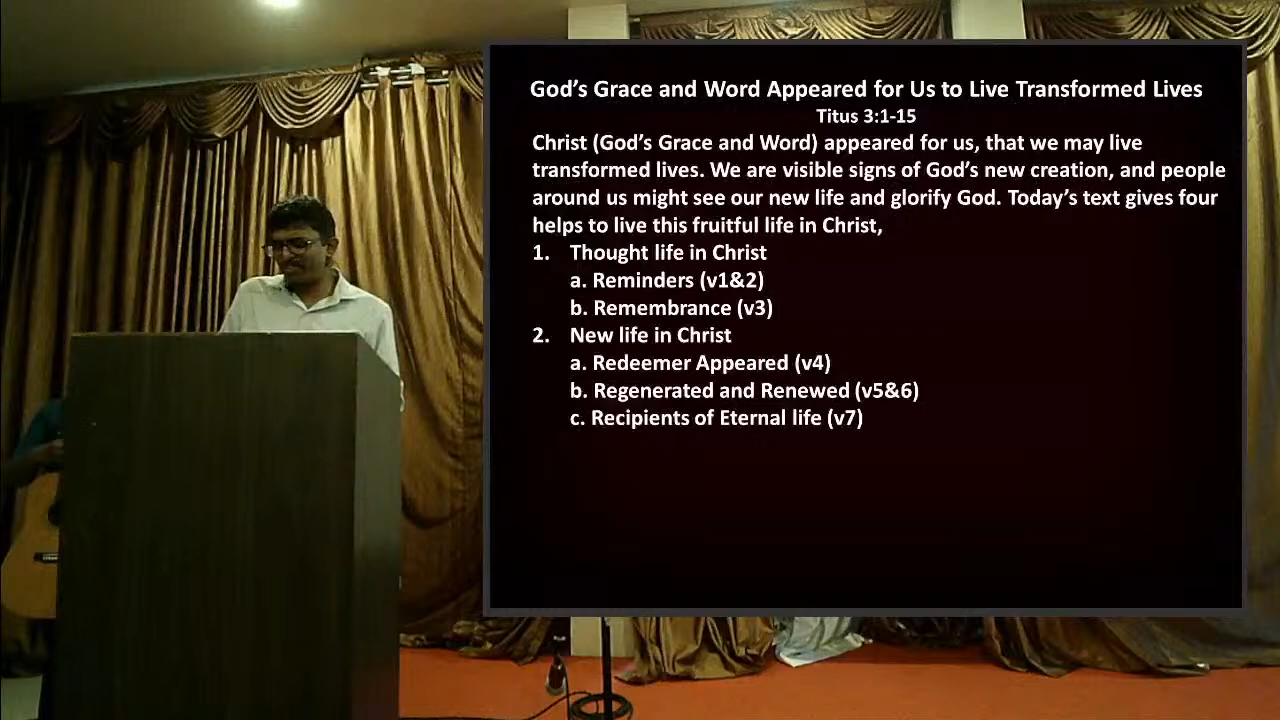 God’s Grace and Word Appeared for Us to Live Transformed Lives
Titus 3:1-15
Christ (God’s Grace and Word) appeared for us, that we may live
transformed lives. We are visible signs of God’s new creation, and people
around us might see our new life and glorify God. Today’s text gives four
helps to live this fruitful life in Christ,
1. Thought life in Christ
a. Reminders (v1&2)
b. Remembrance (v3)
2. New life in Christ
a. Redeemer Appeared (v4)
b. Regenerated and Renewed (v5&6)
c. Recipients of Eternal life (v7)